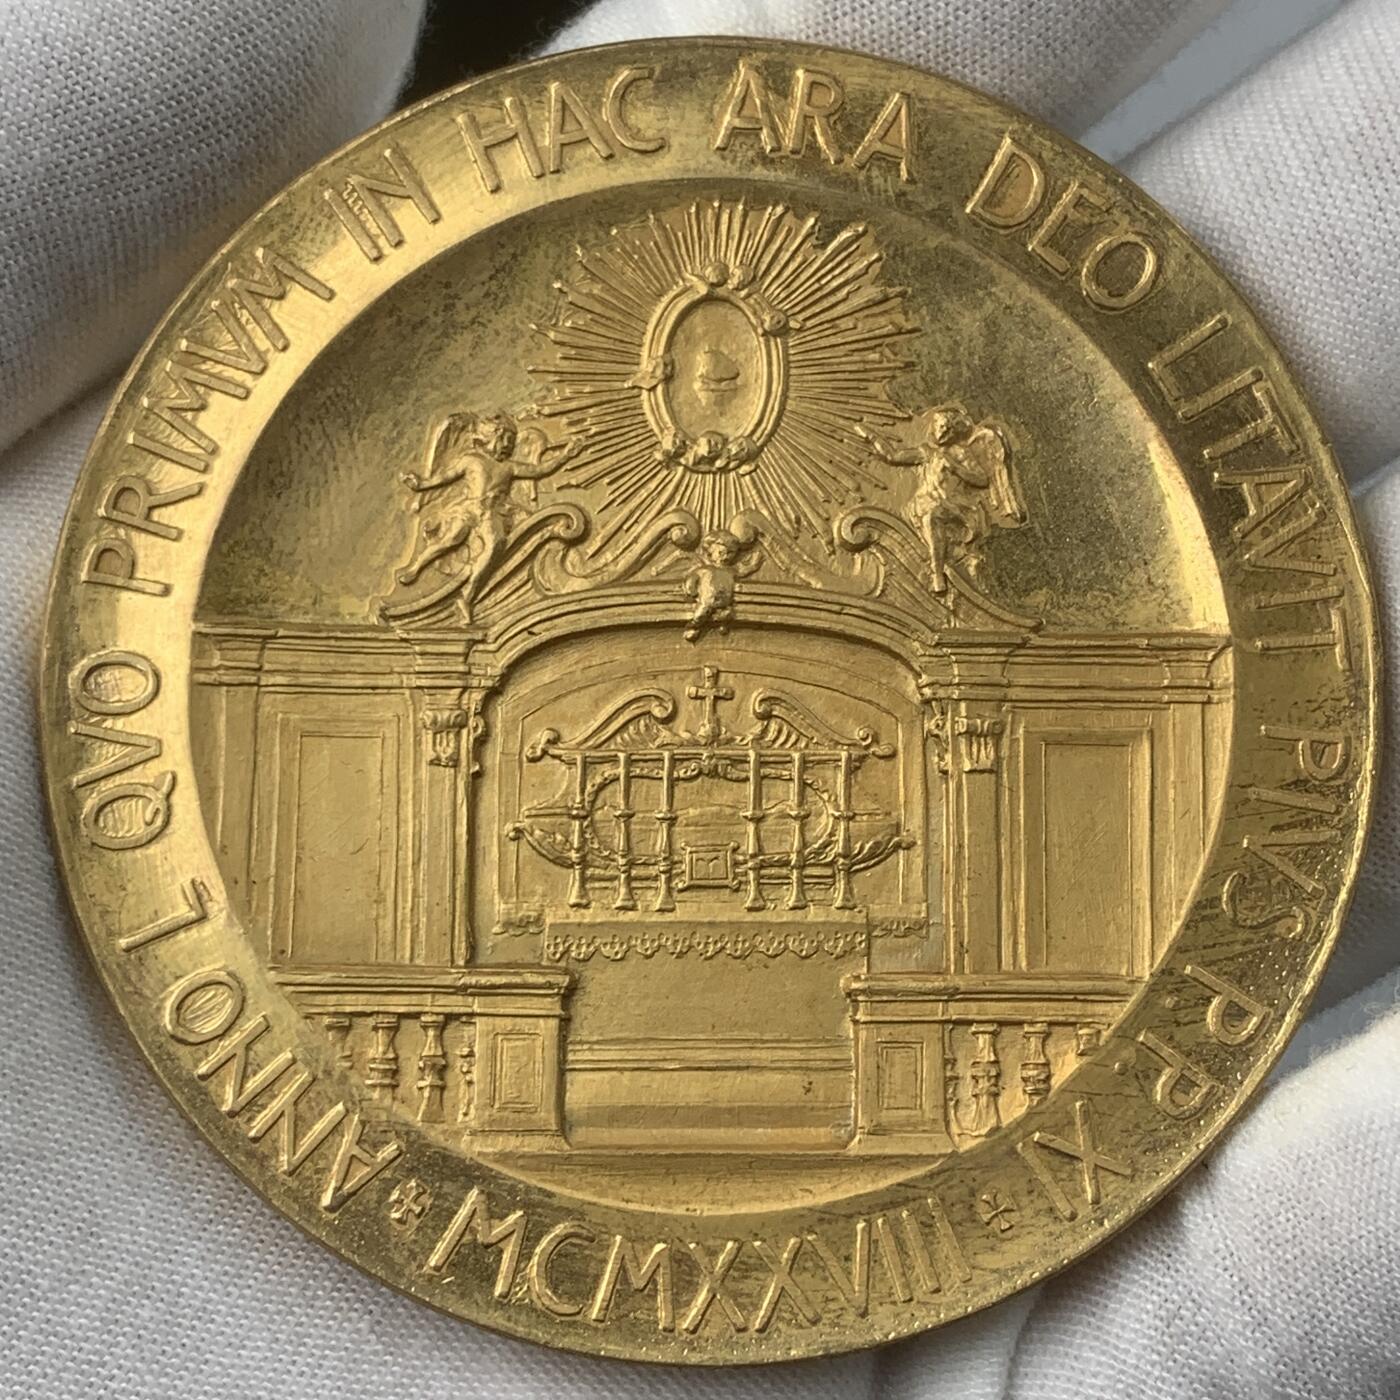 ANNO L QVO PRIMVM IN HAC ARA DEO LITAVIT PIVS P.P. XI
MCMXXVIII